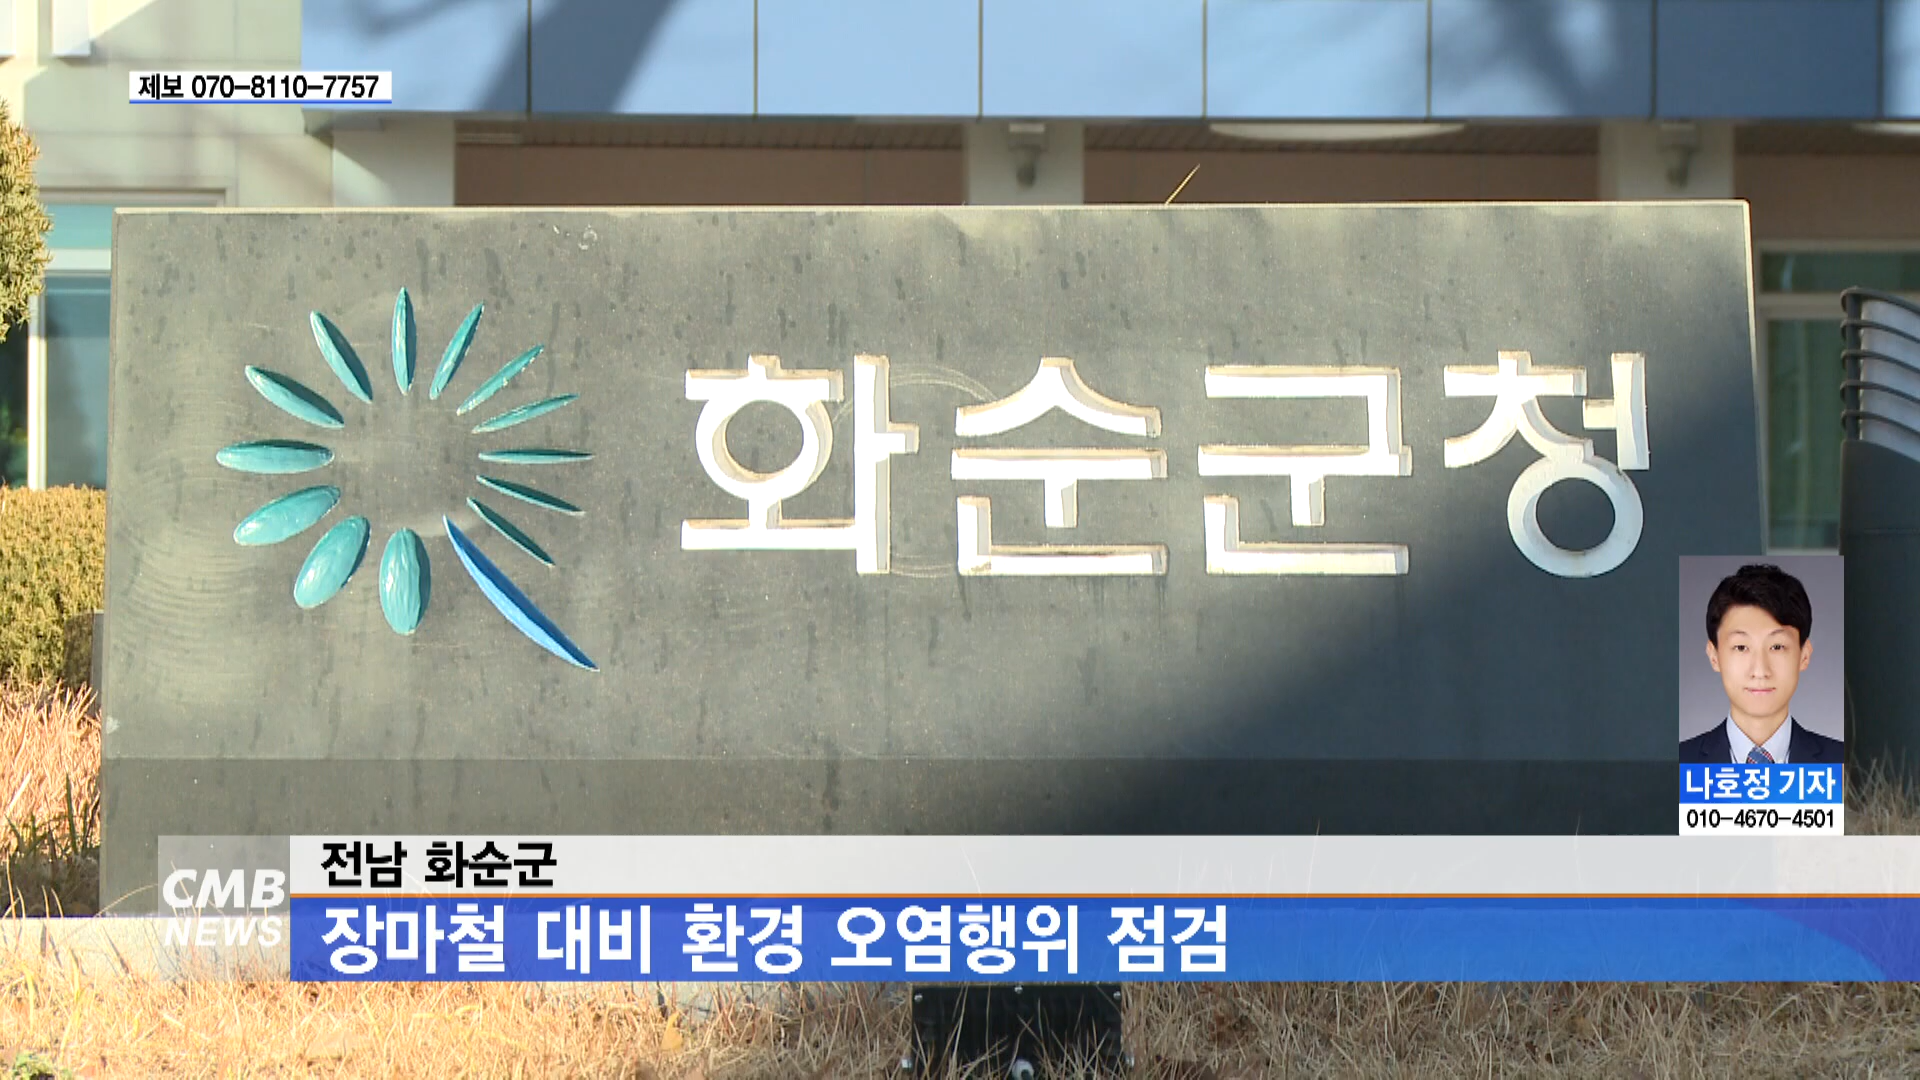 제보 070-8110-7757
화순군청
나호정 기자
010-4670-4501
전남 화순군
CMB
NEWS
장마철 대비 환경 오염행위 점검